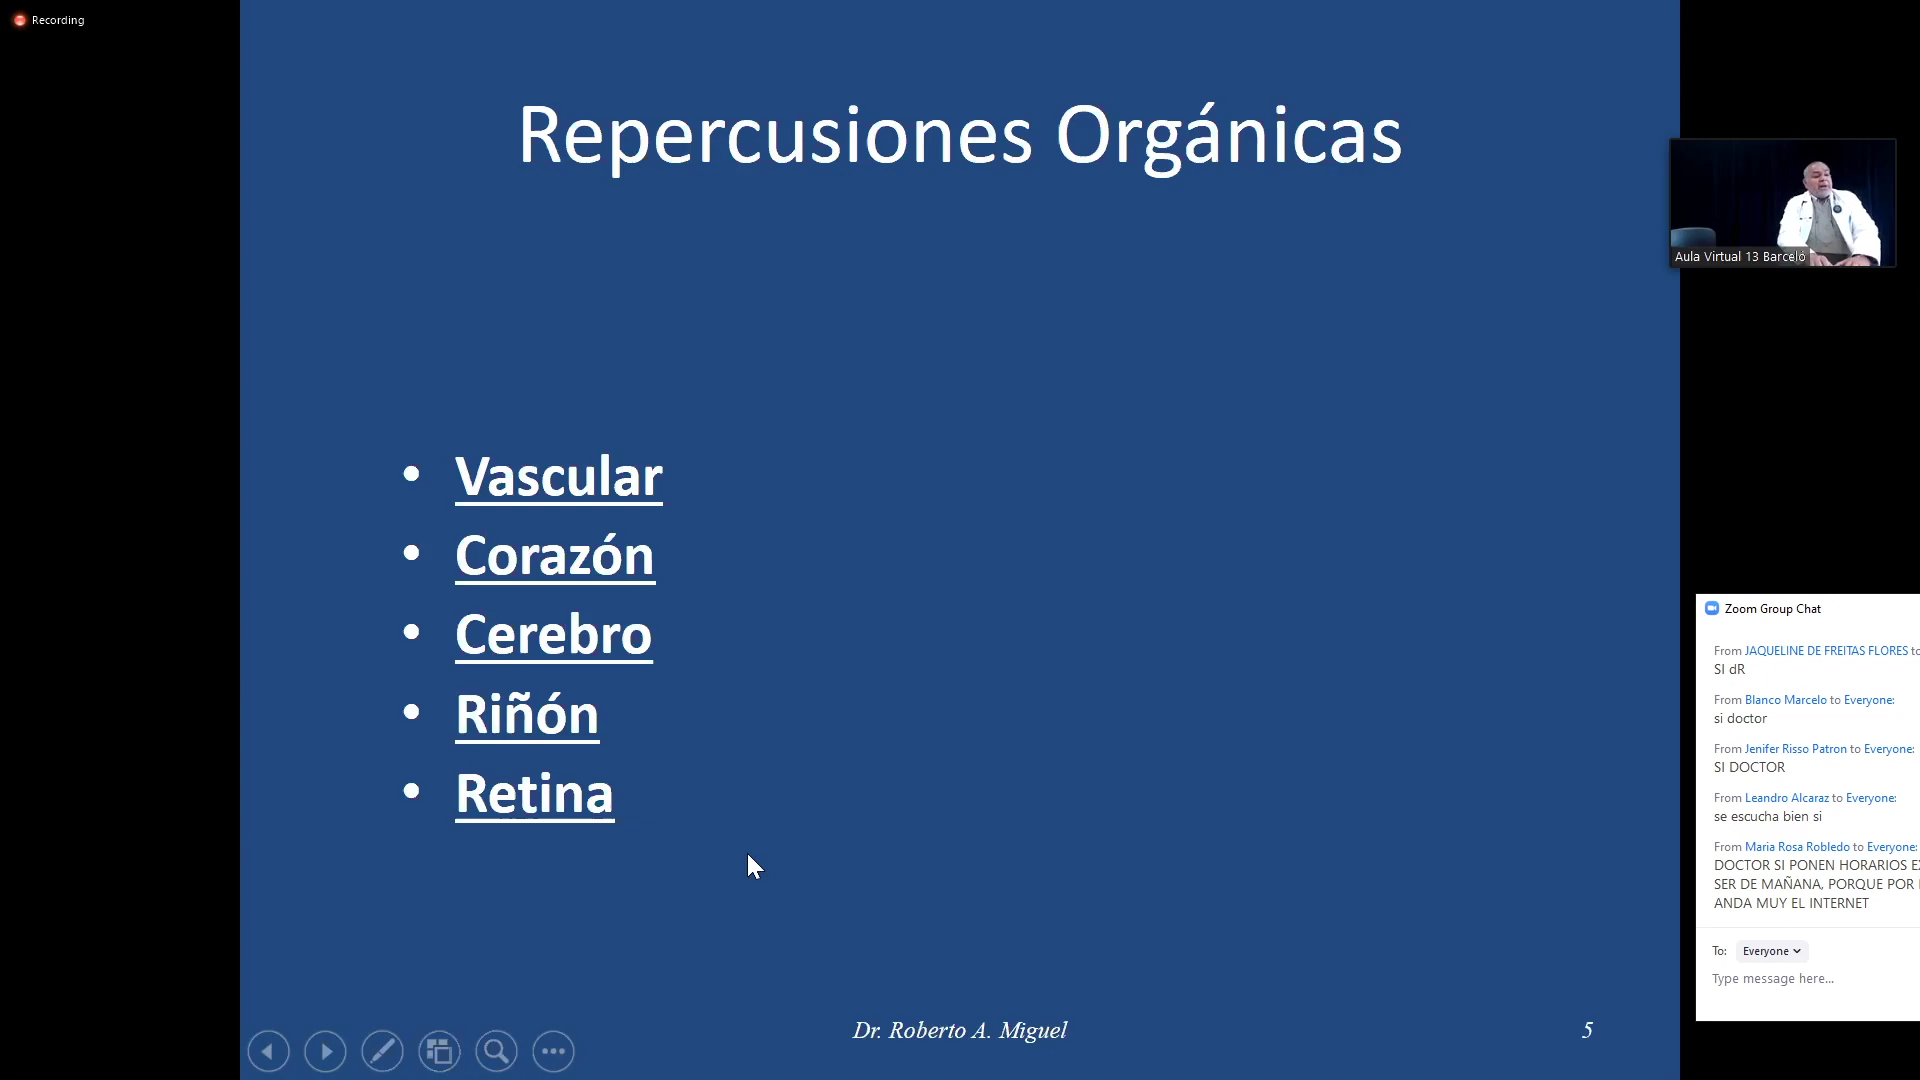 Recording
Repercusiones Orgánicas
• Vascular
• Corazón
• Cerebro
• Riñón
• Retina
Dr. Roberto A. Miguel
5
Aula Virtual 13 Barceló
Zoom Group Chat
From JAQUELINE DE FREITAS FLORES to
SI dR
From Blanco Marcelo to Everyone:
si doctor
From Jenifer Risso Patron to Everyone:
SI DOCTOR
From Leandro Alcaraz to Everyone:
se escucha bien si
From Maria Rosa Robledo to Everyone:
DOCTOR SI PONEN HORARIOS
SER DE MAÑANA, PORQUE POR
ANDA MUY EL INTERNET
To: Everyone
Type message here...